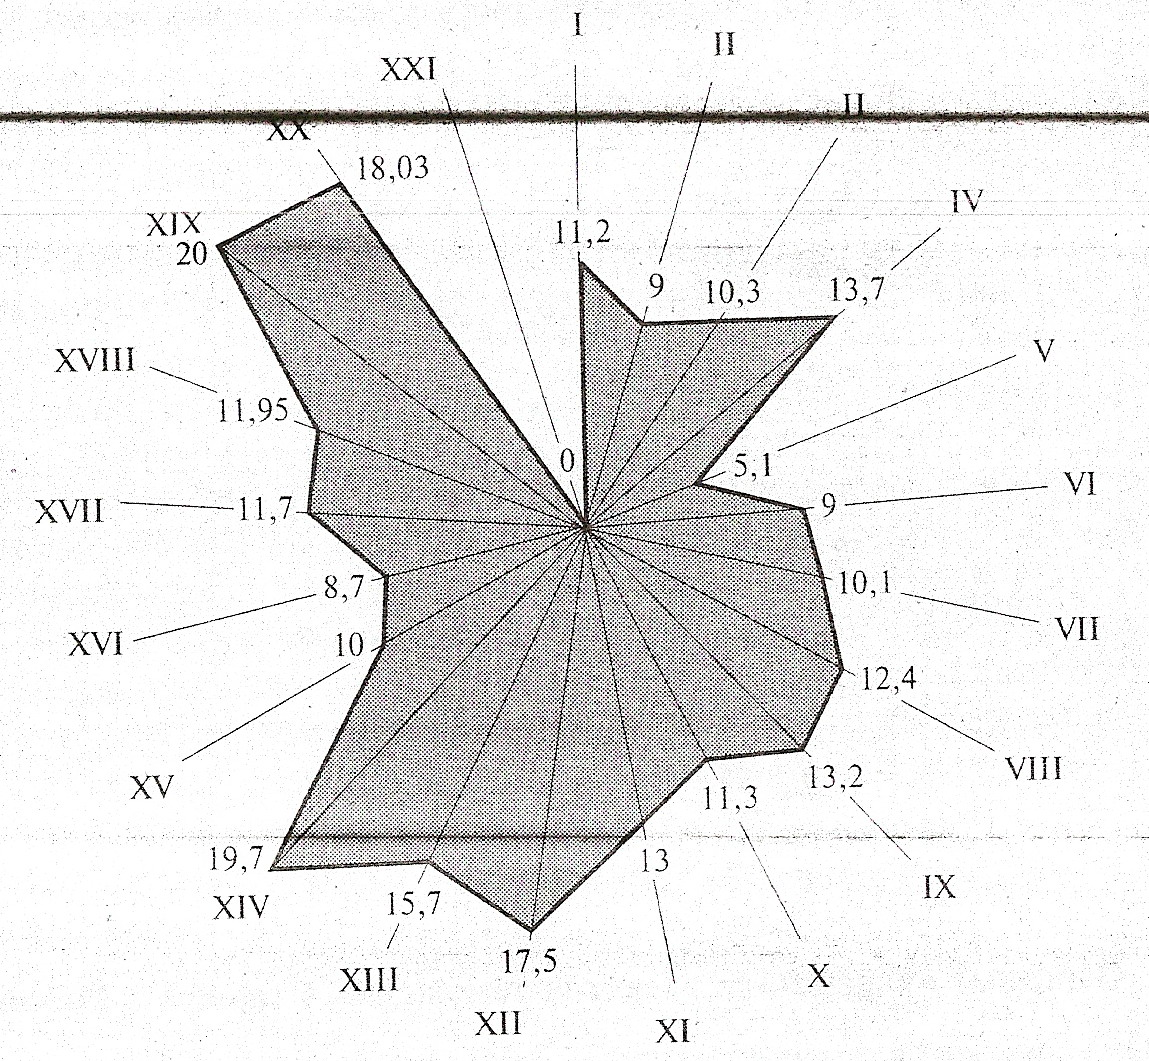 I
II
II
IV
V
VI
VII
VIII
IX
X
XI
XII
XIII
XIV
XV
XVI
XVII
XVIII
XIX
XX
XXI
11,2
9
10,3
13,7
5,1
9
10,1
12,4
13,2
11,3
13
17,5
15,7
19,7
10
8,7
11,7
11,95
20
18,03
0